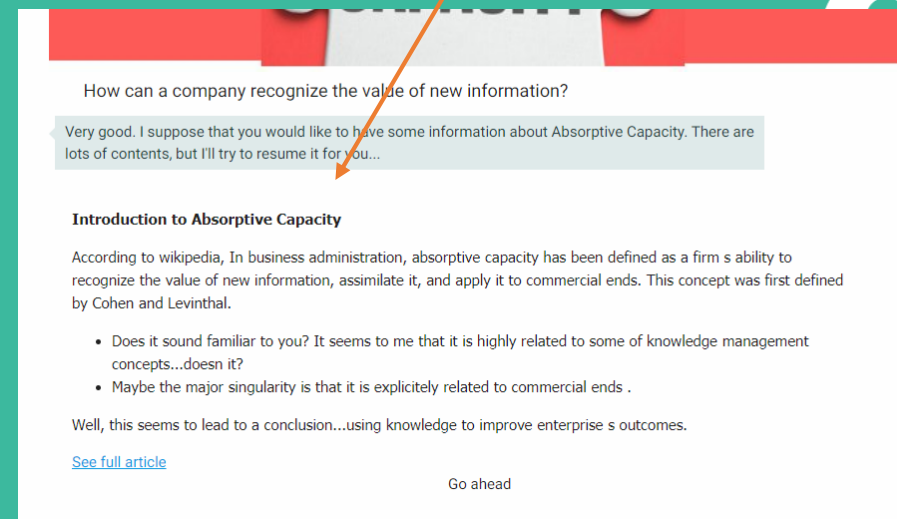 How can a company recognize the value of new information?
Very good. I suppose that you would like to have some information about Absorptive Capacity. There are
lots of contents, but I'll try to resume it for you...
Introduction to Absorptive Capacity
According to wikipedia, In business administration, absorptive capacity has been defined as a firm s ability to
recognize the value of new information, assimilate it, and apply it to commercial ends. This concept was first defined
by Cohen and Levinthal.
• Does it sound familiar to you? It seems to me that it is highly related to some of knowledge management
concepts...doesn it?
• Maybe the major singularity is that it is explicitely related to commercial ends .
Well, this seems to lead to a conclusion...using knowledge to improve enterprise s outcomes.
See full article
Go ahead